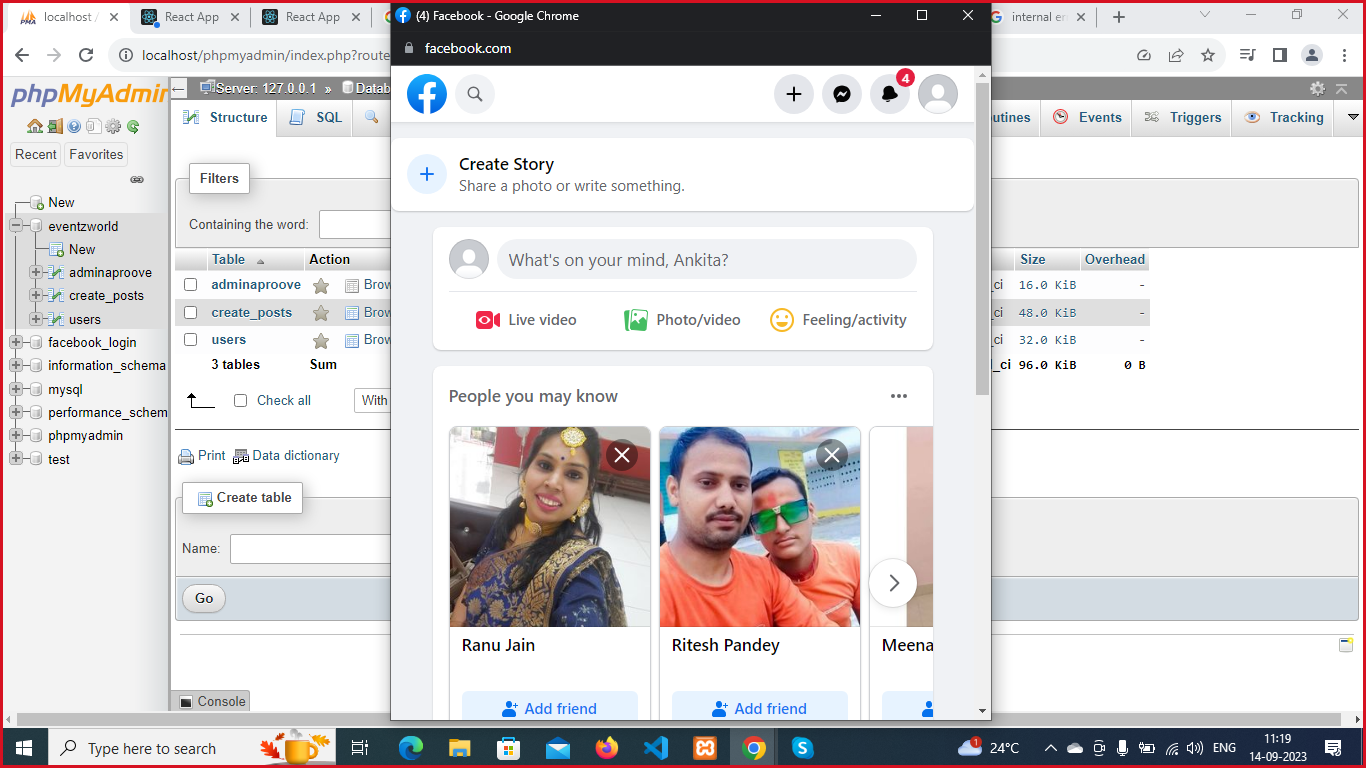 localhost /
React App
React App
(4) Facebook - Google Chrome
internal er
localhost/phpmyadmin/index.php?route
facebook.com
phpMyAdmin
Server: 127.0.0.1 »
Datab
Structure
SQL
utines
Events
Triggers
Tracking
Recent
Favorites
New
eventzworld
New
adminaproove
create_posts
users
facebook_login
information_schema
mysql
performance_schem
phpmyadmin
test
Filters
Containing the word:
Table
Action
Size
Overhead
adminaproove
Brow
_ci
16.0 KiB
-
create_posts
Brow
_ci
48.0 KiB
-
users
Brow
_ci
32.0 KiB
-
3 tables
Sum
l_ci
96.0 KiB
0 B
Check all
With
Print
Data dictionary
Create table
Name:
Go
Console
4
Create Story
Share a photo or write something.
What's on your mind, Ankita?
Live video
Photo/video
Feeling/activity
People you may know
Ranu Jain
Ritesh Pandey
Meena
Add friend
Add friend
Type here to search
1
24°C
ENG
11:19
14-09-2023